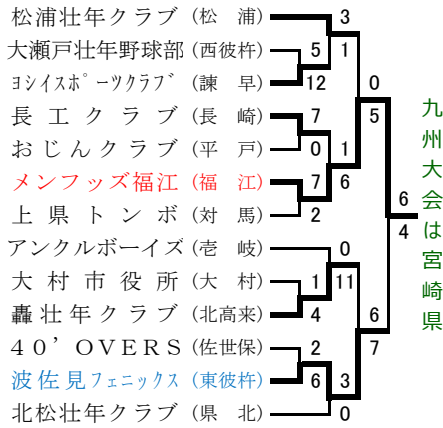 松浦壮年クラブ (松 浦) 3
大瀬戸壮年野球部 (西彼杵) 5 1
ヨシイスポーツクラブ (諫 早) 12 0
長 工 ク ラ ブ (長 崎) 7 5
おじんクラブ (平 戸) 0 1
メンフッズ福江 (福 江) 7 6
上 県 ト ン ボ (対 馬) 2 6
4
アンクルボーイズ (壱 岐) 0
大 村 市 役 所 (大 村) 1 11
轟壮年クラブ (北高来) 4 6
40’OVERS (佐世保) 2 7
波佐見フェニックス (東彼杵) 6 3
北松壮年クラブ (県 北) 0
九州大会は宮崎県